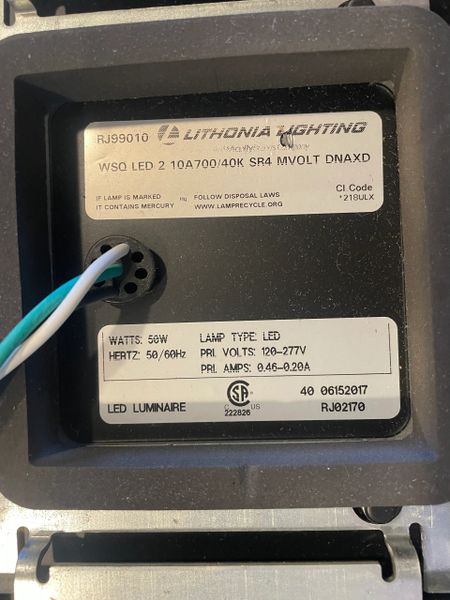 RJ99010 LITHONIA LIGHTING
WSQ LED 2 10A700/40K SR4 MVOLT DNAXD
IF LAMP IS MARKED
IT CONTAINS MERCURY
Hg
FOLLOW DISPOSAL LAWS
WWW.LAMPRECYCLE.ORG
CI Code
*218ULX
WATTS: 50W LAMP TYPE: LED
HERTZ: 50/60Hz PRI. VOLTS: 120-277V
PRI. AMPS: 0.46-0.20A
LED LUMINAIRE
C US
222826
40 06152017
RJ02170